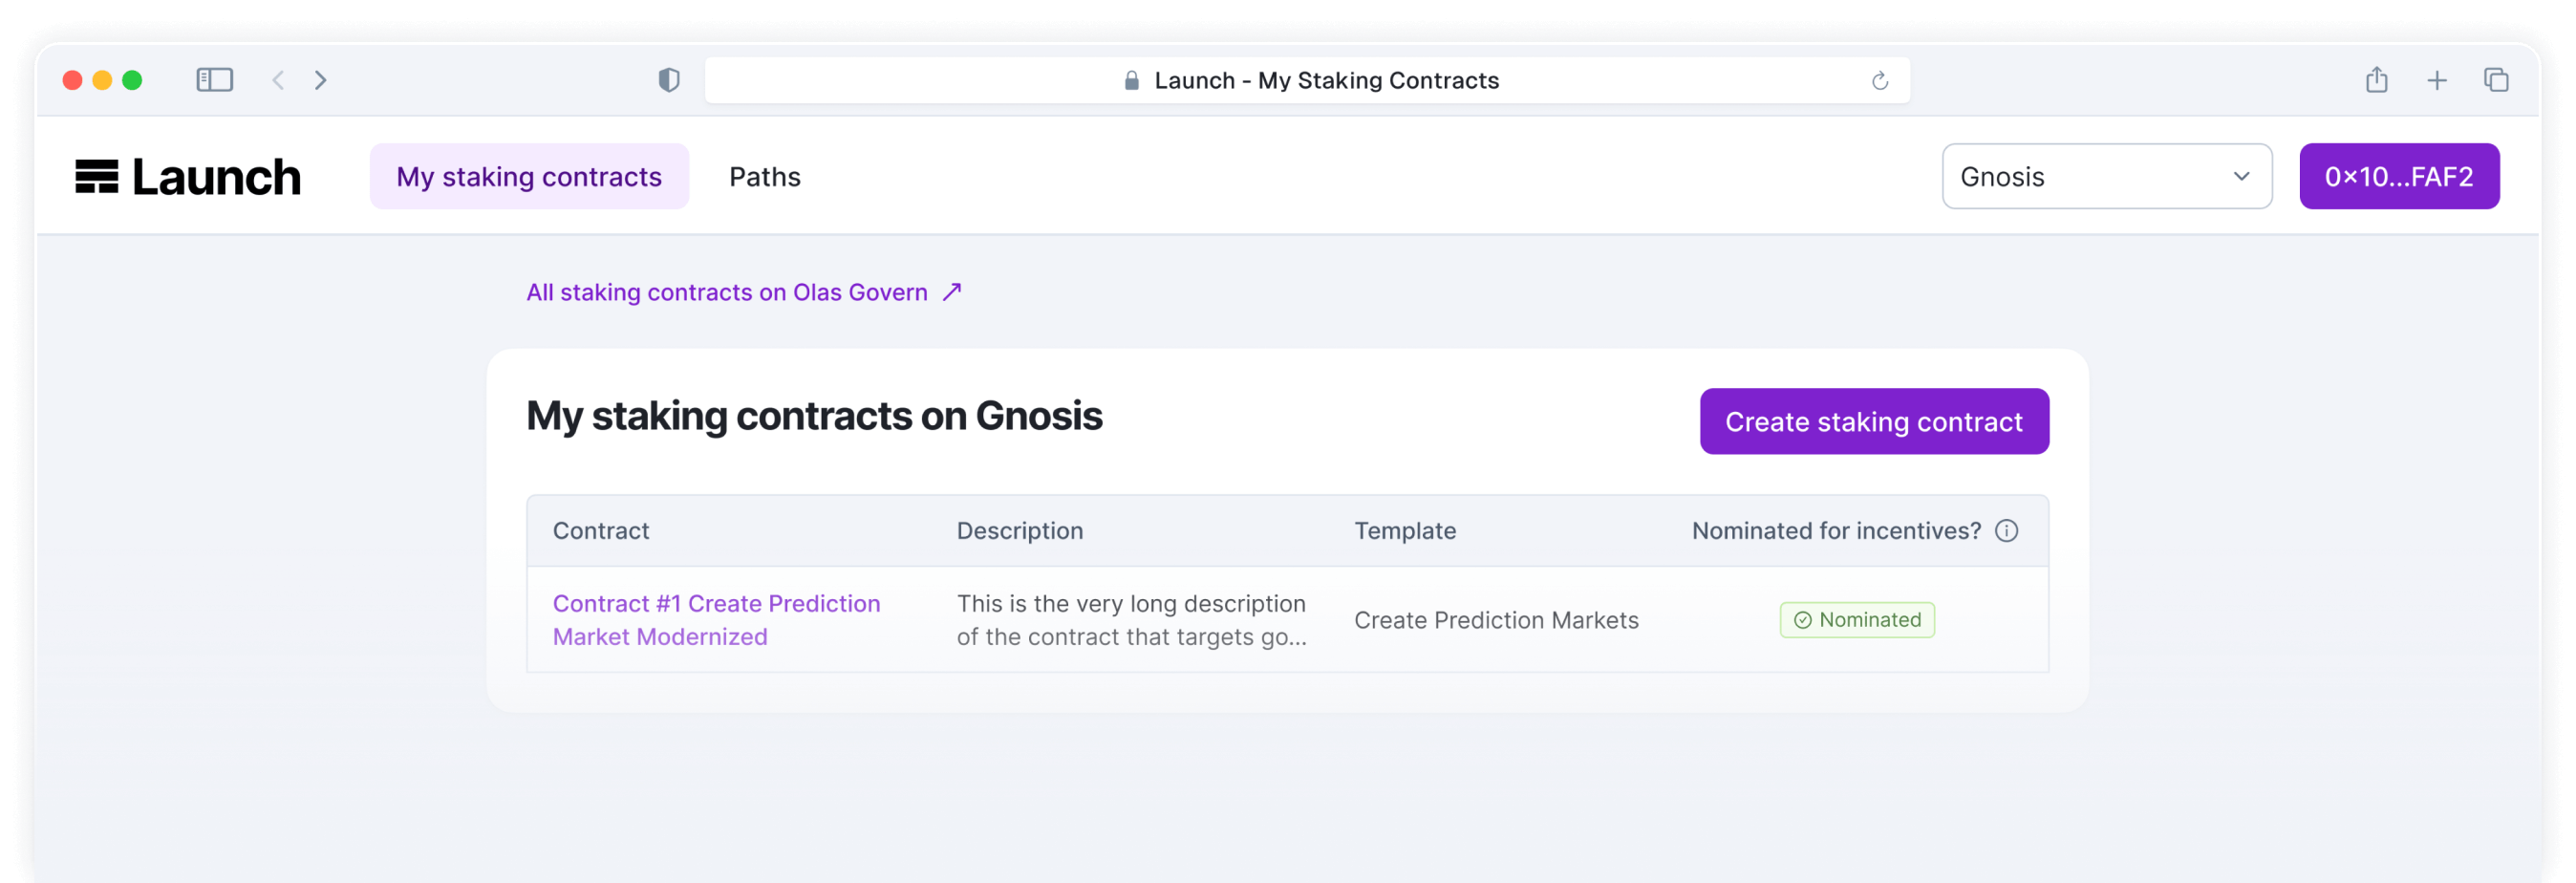 Launch - My Staking Contracts
Launch
My staking contracts
Paths
Gnosis
0×10...FAF2
All staking contracts on Olas Govern ↗
My staking contracts on Gnosis
Create staking contract
Contract
Description
Template
Nominated for incentives?
Contract #1 Create Prediction
Market Modernized
This is the very long description
of the contract that targets go...
Create Prediction Markets
Nominated